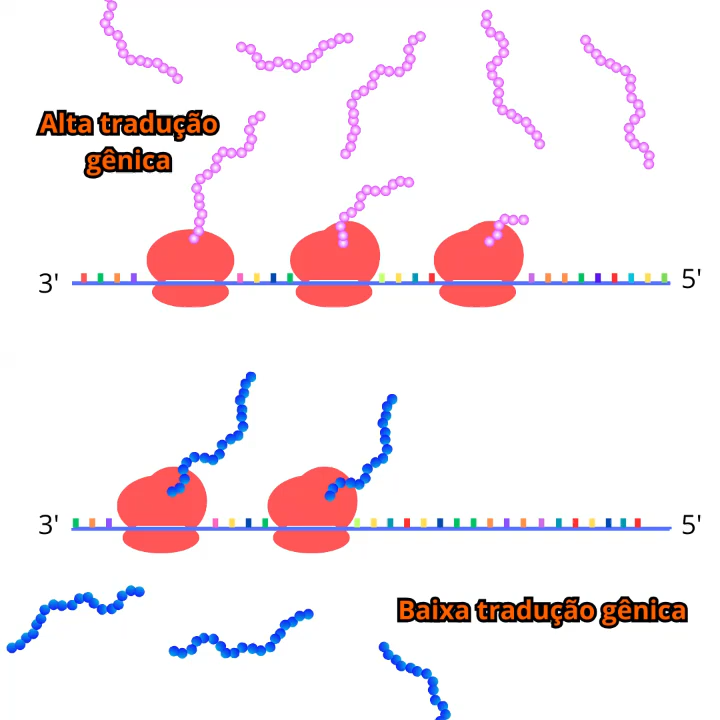 Alta tradução
gênica
3' 5'
3' 5'
Baixa tradução gênica